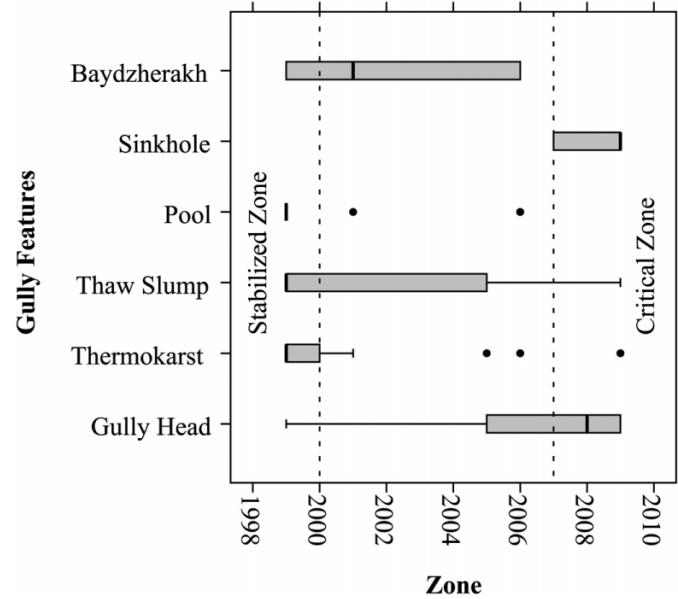 Baydzherakh
Sinkhole
Pool
Thaw Slump
Thermokarst
Gully Head
Gully Features
Stabilized Zone
Critical Zone
1998
2000
2002
2004
2006
2008
2010
Zone